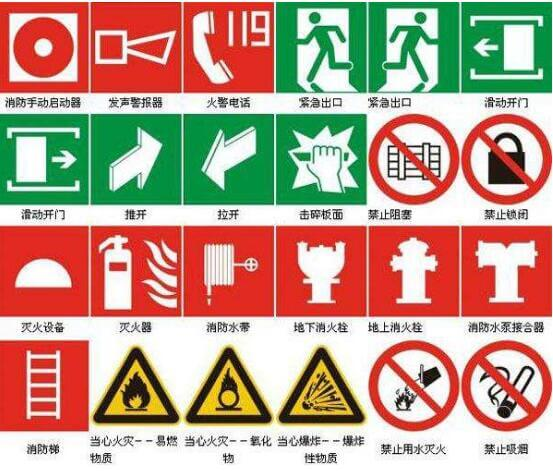 119
消防手动启动器 发声警报器 火警电话 紧急出口 紧急出口 滑动开门
滑动开门 推开 拉开 击碎板面 禁止阻塞 禁止锁闭
灭火设备 灭火器 消防水带 地下消火栓 地上消火栓 消防水泵接合器
消防梯 当心火灾--易燃 当心火灾--氧化 当心爆炸--爆炸 禁止用水灭火 禁止吸烟
物质 物 性物质